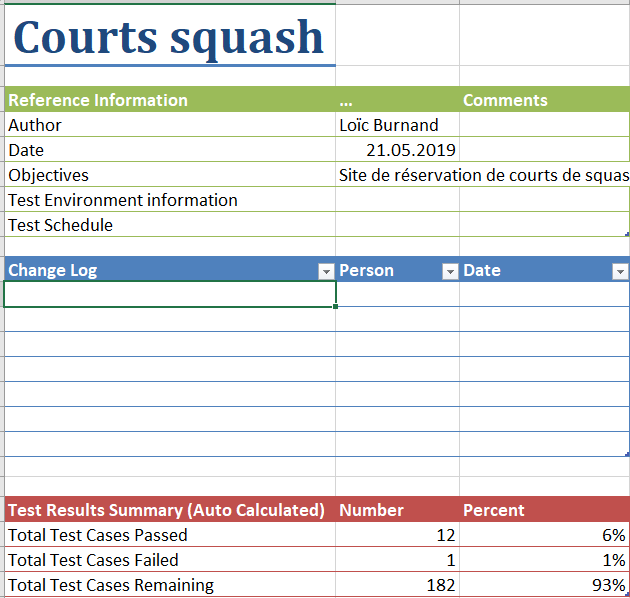 Courts squash
Reference Information ... Comments
Author Loïc Burnand
Date 21.05.2019
Objectives Site de réservation de courts de squas
Test Environment information
Test Schedule
Change Log Person Date
Test Results Summary (Auto Calculated) Number Percent
Total Test Cases Passed 12 6%
Total Test Cases Failed 1 1%
Total Test Cases Remaining 182 93%